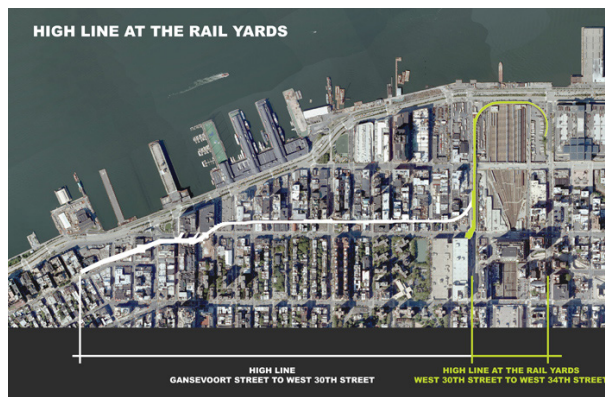 HIGH LINE AT THE RAIL YARDS
HIGH LINE
GANSEVOORT STREET TO WEST 30TH STREET
HIGH LINE AT THE RAIL YARDS
WEST 30TH STREET TO WEST 34TH STREET